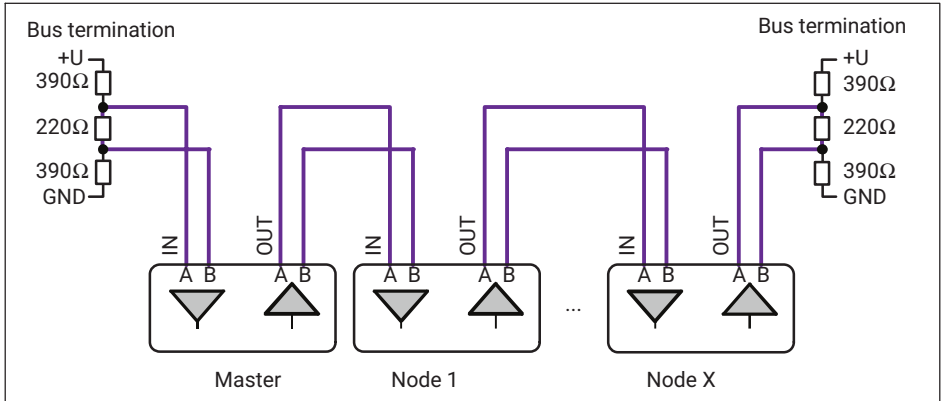 Bus termination
+U
390Ω
220Ω
390Ω
GND
Bus termination
+U
390Ω
220Ω
390Ω
GND
IN
OUT
IN
OUT
IN
OUT
A B
A B
A B
A B
A B
A B
...
Master
Node 1
Node X